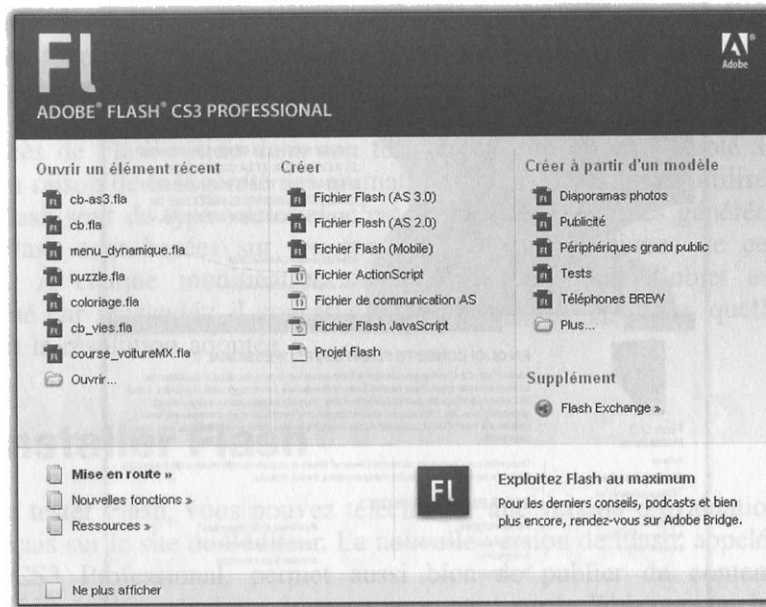 Fl
Adobe®
ADOBE® FLASH® CS3 PROFESSIONAL
Ouvrir un élément récent
cb-as3.fla
cb.fla
menu_dynamique.fla
puzzle.fla
coloriage.fla
cb_vies.fla
course_voitureMX.fla
Ouvrir...
Créer
Fichier Flash (AS 3.0)
Fichier Flash (AS 2.0)
Fichier Flash (Mobile)
Fichier ActionScript
Fichier de communication AS
Fichier Flash JavaScript
Projet Flash
Créer à partir d'un modèle
Diaporamas photos
Publicité
Périphériques grand public
Tests
Téléphones BREW
Plus...
Supplément
Flash Exchange »
Mise en route »
Nouvelles fonctions »
Ressources »
Fl
Exploitez Flash au maximum
Pour les derniers conseils, podcasts et bien
plus encore, rendez-vous sur Adobe Bridge.
Ne plus afficher